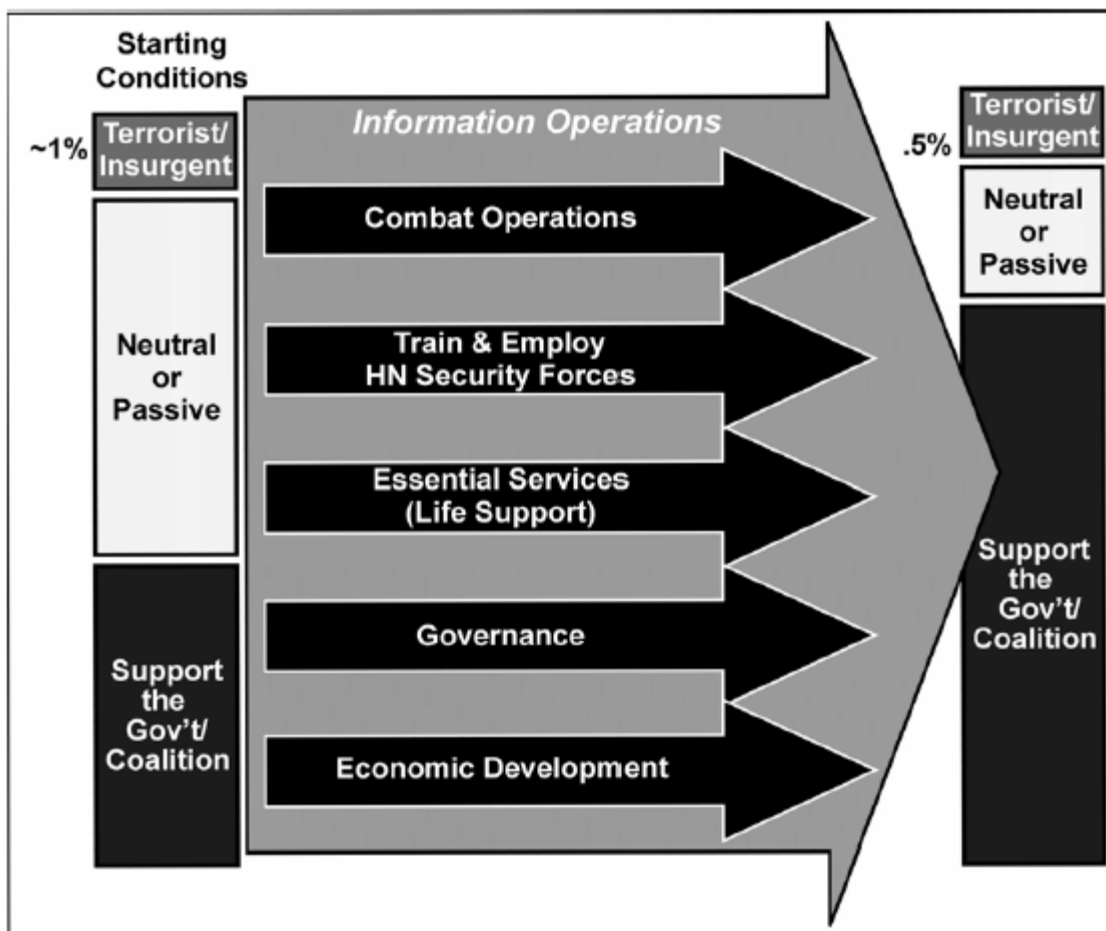 Starting
Conditions
~1%
Terrorist/
Insurgent
Neutral
or
Passive
Support
the
Gov't/
Coalition
Information Operations
Combat Operations
Train & Employ
HN Security Forces
Essential Services
(Life Support)
Governance
Economic Development
.5%
Terrorist/
Insurgent
Neutral
or
Passive
Support
the
Gov't/
Coalition